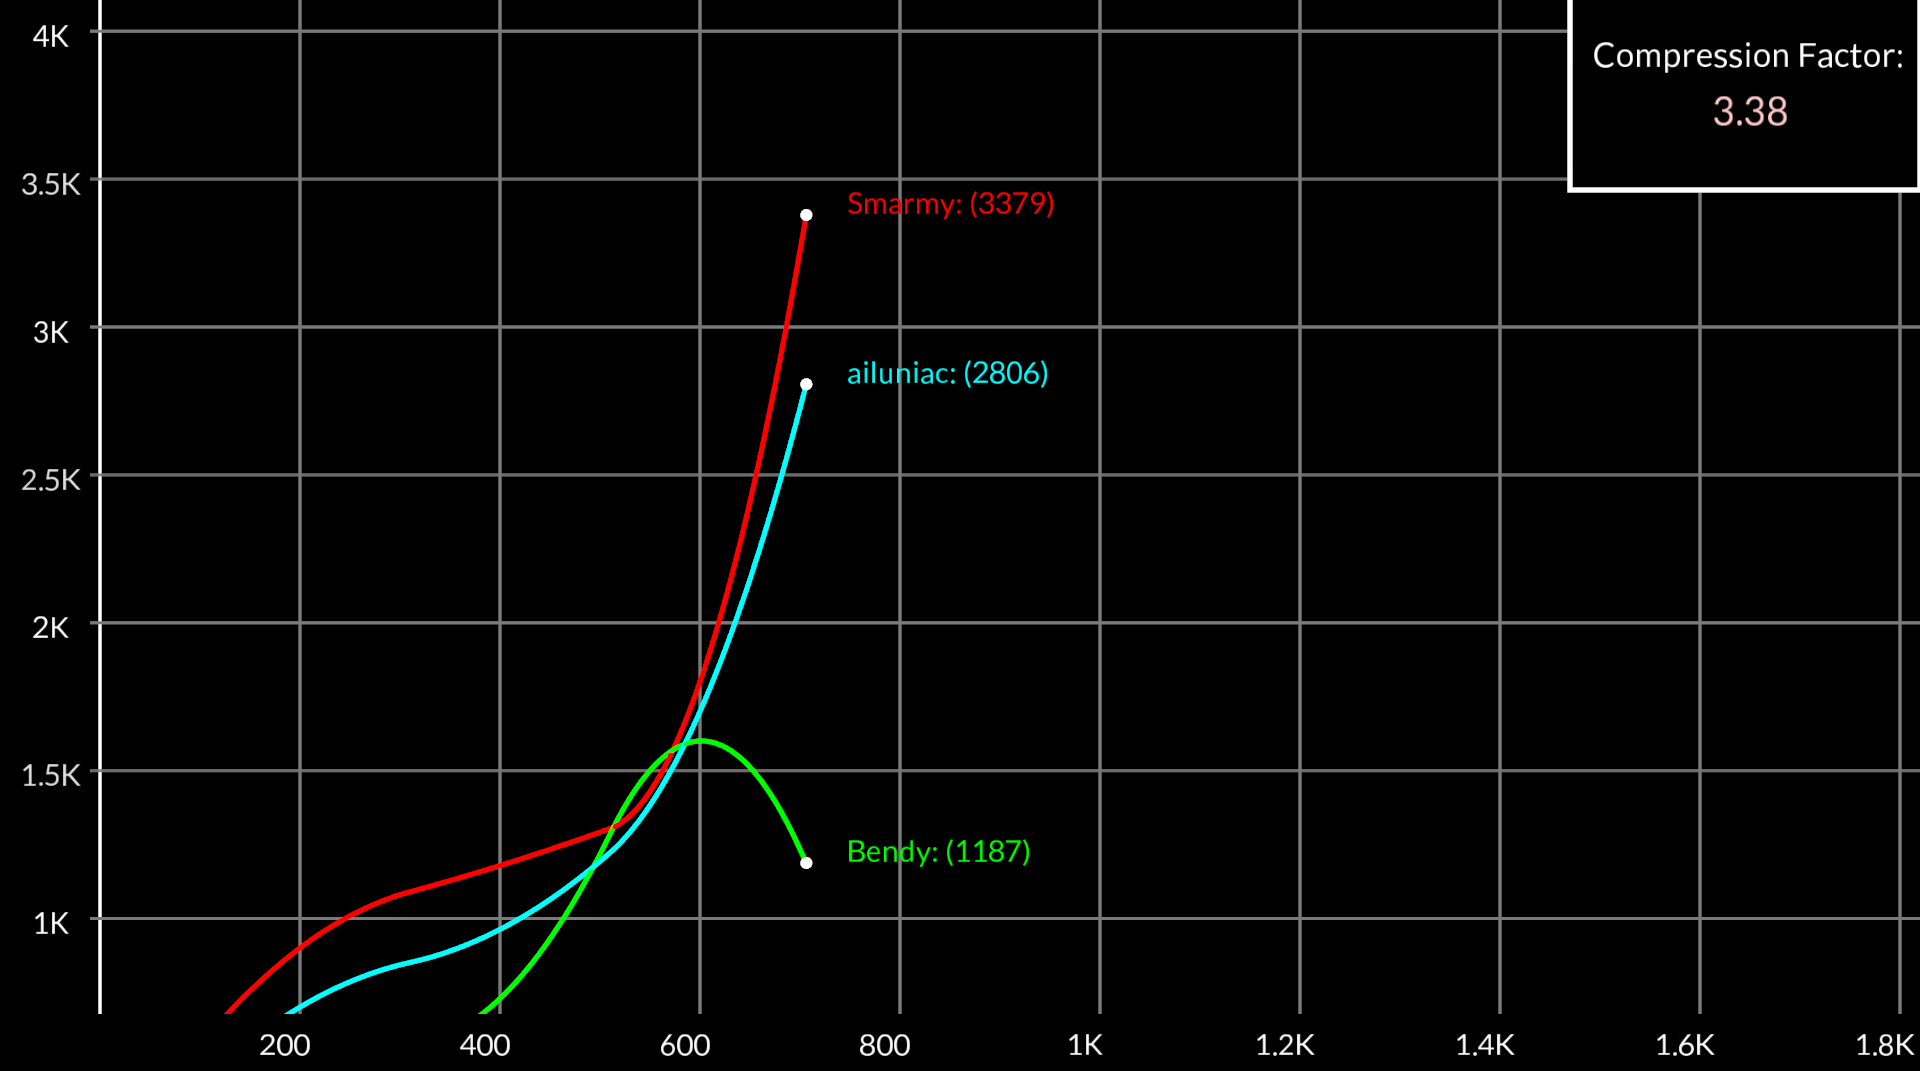 4K
Compression Factor:
3.38
3.5K
Smarmy: (3379)
3K
ailuniac: (2806)
2.5K
2K
1.5K
Bendy: (1187)
1K
200 400 600 800 1K 1.2K 1.4K 1.6K 1.8K